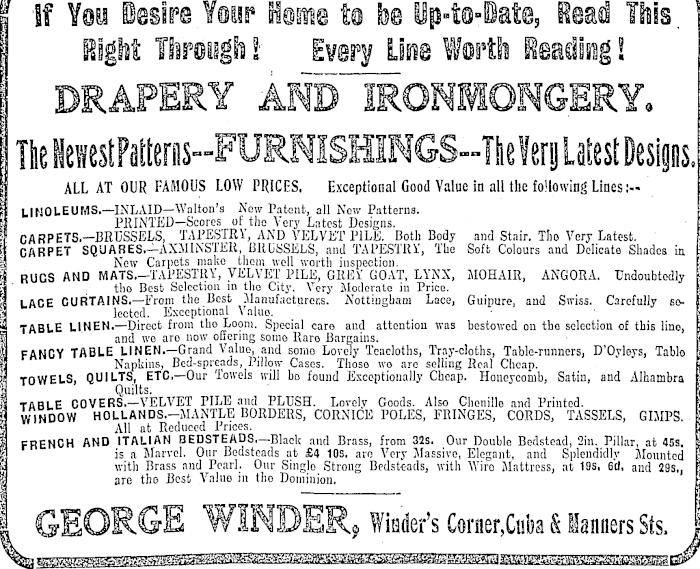 If You Desire Your Home to be Up-to-Date, Read This
Right Through! Every Line Worth Reading!
DRAPERY AND IRONMONGERY.
The Newest Patterns--FURNISHINGS--The Very Latest Designs.
ALL AT OUR FAMOUS LOW PRICES. Exceptional Good Value in all the following Lines:--
LINOLEUMS.—INLAID—Walton's New Patent, all New Patterns.
PRINTED—Scores of the Very Latest Designs.
CARPETS.—BRUSSELS, TAPESTRY, AND VELVET PILE. Both Body and Stair. The Very Latest.
CARPET SQUARES.—AXMINSTER, BRUSSELS, and TAPESTRY, The Soft Colours and Delicate Shades in
New Carpets make them well worth inspection.
RUGS AND MATS.—TAPESTRY, VELVET PILE, GREY GOAT, LYNX, MOHAIR, ANGORA. Undoubtedly
the Best Selection in the City. Very Moderate in Price.
LACE CURTAINS.—From the Best Manufacturers. Nottingham Lace, Guipure, and Swiss. Carefully se-
lected. Exceptional Value.
TABLE LINEN.—Direct from the Loom. Special care and attention was bestowed on the selection of this line,
and we are now offering some Rare Bargains.
FANCY TABLE LINEN.—Grand Value, and some Lovely Teacloths, Tray-cloths, Table-runners, D'Oyleys, Table
Napkins, Bed-spreads, Pillow Cases. Those we are selling Real Cheap.
TOWELS, QUILTS, ETC.—Our Towels will be found Exceptionally Cheap. Honeycomb, Satin, and Alhambra
Quilts.
TABLE COVERS.—VELVET PILE and PLUSH. Lovely Goods. Also Chenille and Printed.
WINDOW HOLLANDS.—MANTLE BORDERS, CORNICE POLES, FRINGES, CORDS, TASSELS, GIMPS.
All at Reduced Prices.
FRENCH AND ITALIAN BEDSTEADS.—Black and Brass, from 32s. Our Double Bedstead, 2in. Pillar, at 45s.
is a Marvel. Our Bedsteads at £4 10s. are Very Massive, Elegant, and Splendidly Mounted
with Brass and Pearl. Our Single Strong Bedsteads, with Wire Mattress, at 19s. 6d. and 29s.,
are the Best Value in the Dominion.
GEORGE WINDER, Winder's Corner, Cuba & Manners Sts.